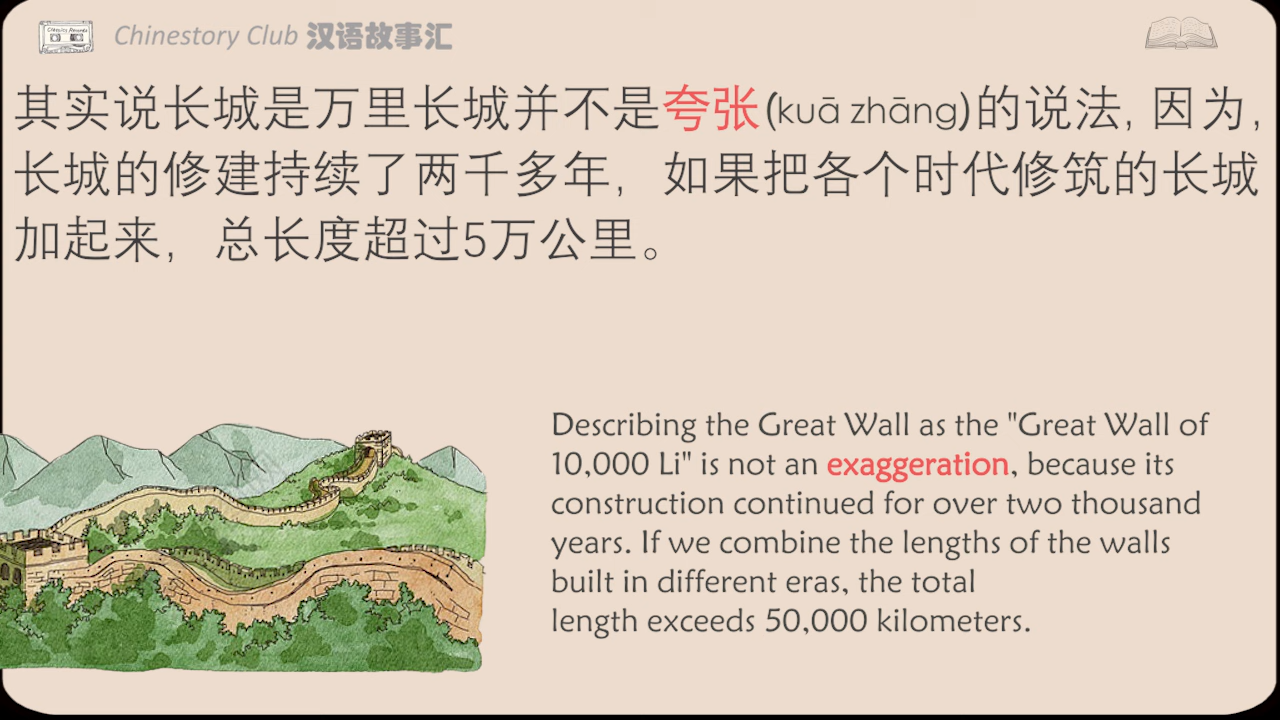 Chinestory Club 汉语故事汇
其实说长城是万里长城并不是夸张(kuā zhāng)的说法, 因为,
长城的修建持续了两千多年, 如果把各个时代修筑的长城
加起来, 总长度超过5万公里。
Describing the Great Wall as the "Great Wall of
10,000 Li" is not an exaggeration, because its
construction continued for over two thousand
years. If we combine the lengths of the walls
built in different eras, the total
length exceeds 50,000 kilometers.